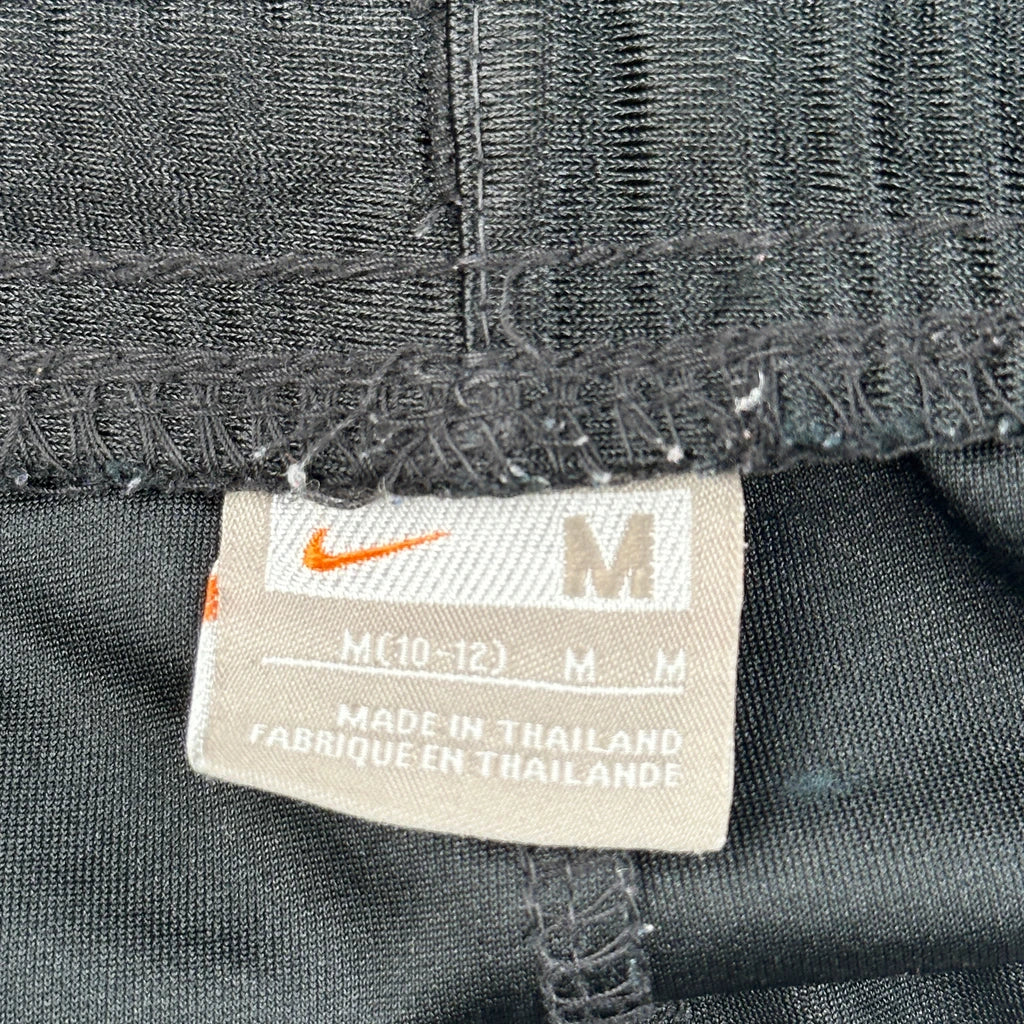 M
M(10-12) M M
MADE IN THAILAND
FABRIQUE EN THAILANDE